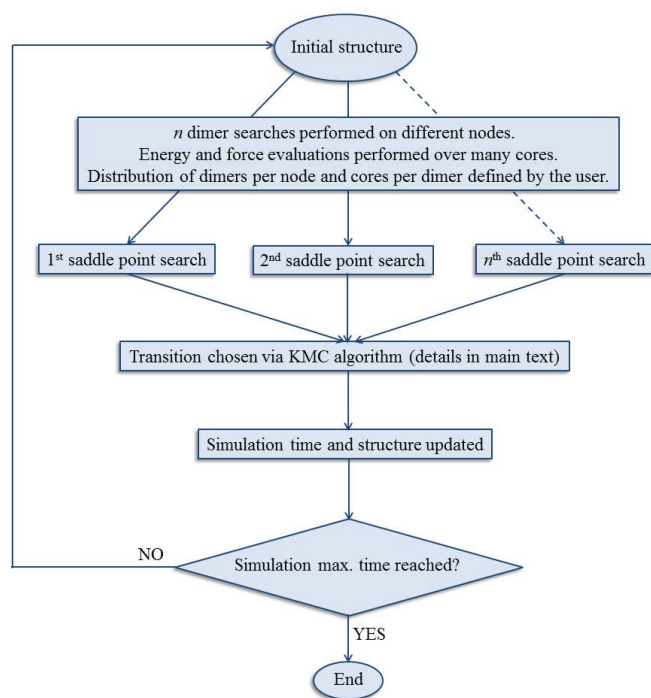 Initial structure
n dimer searches performed on different nodes.
Energy and force evaluations performed over many cores.
Distribution of dimers per node and cores per dimer defined by the user.
1st saddle point search
2nd saddle point search
nth saddle point search
Transition chosen via KMC algorithm (details in main text)
Simulation time and structure updated
NO
Simulation max. time reached?
YES
End